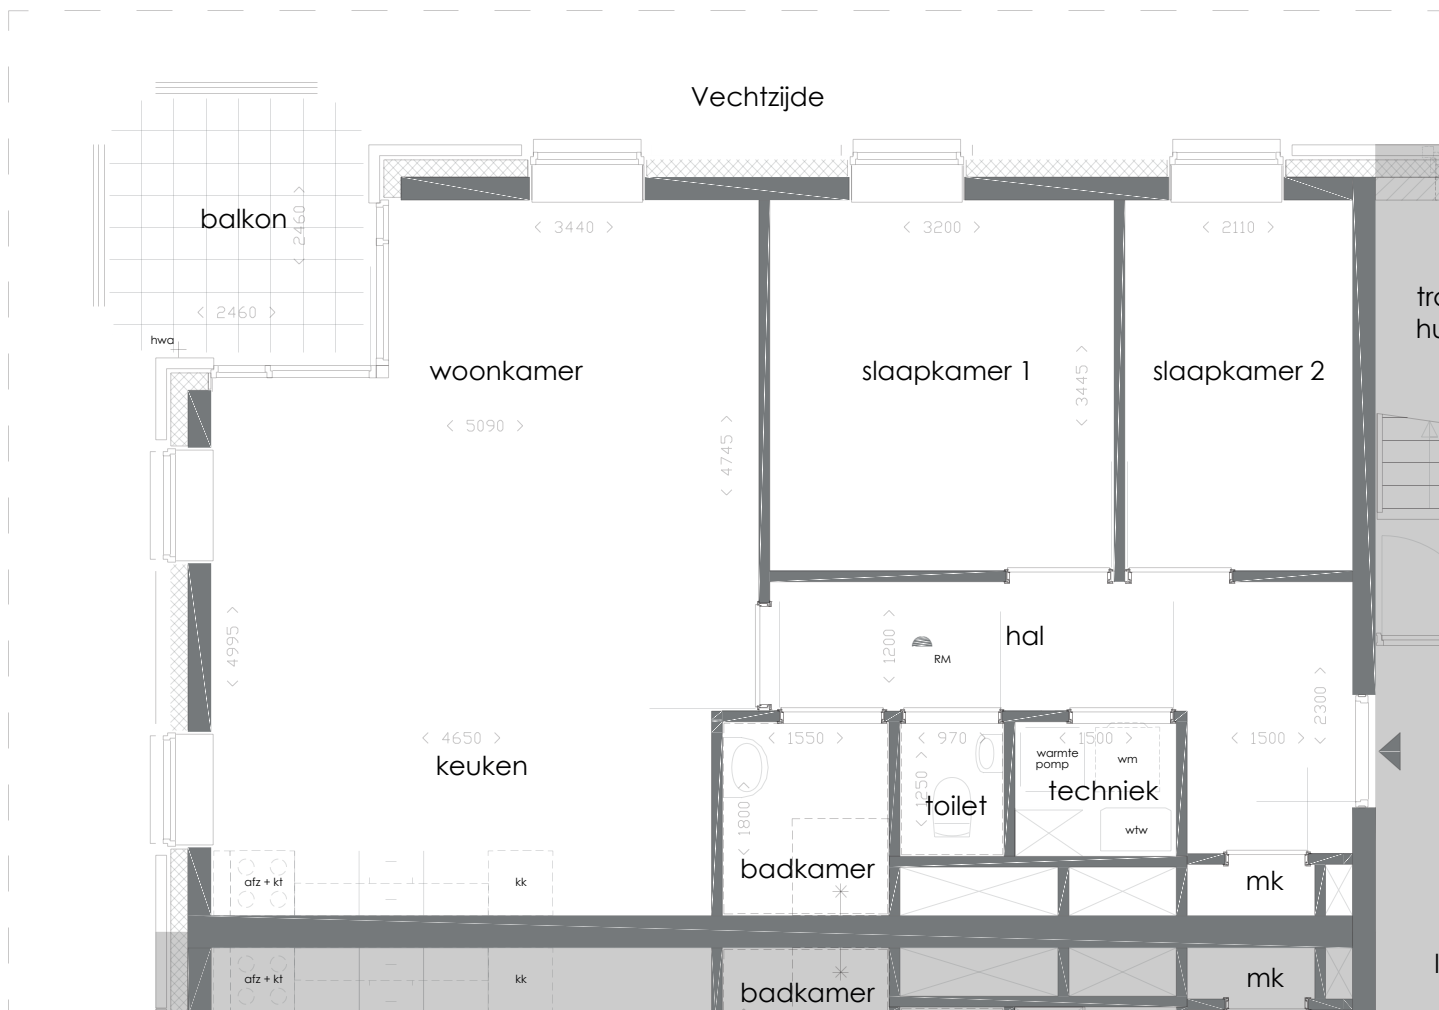 Vechtzijde
balkon
2460
2460
hwa
3440
3200
2110
woonkamer
slaapkamer 1
slaapkamer 2
5090
4745
3445
4995
1200
hal
RM
2300
4650
keuken
1550
970
1500
1500
warmte
pomp
wm
1800
1250
toilet
techniek
wtw
badkamer
afz + kt
kk
mk
afz + kt
kk
badkamer
mk